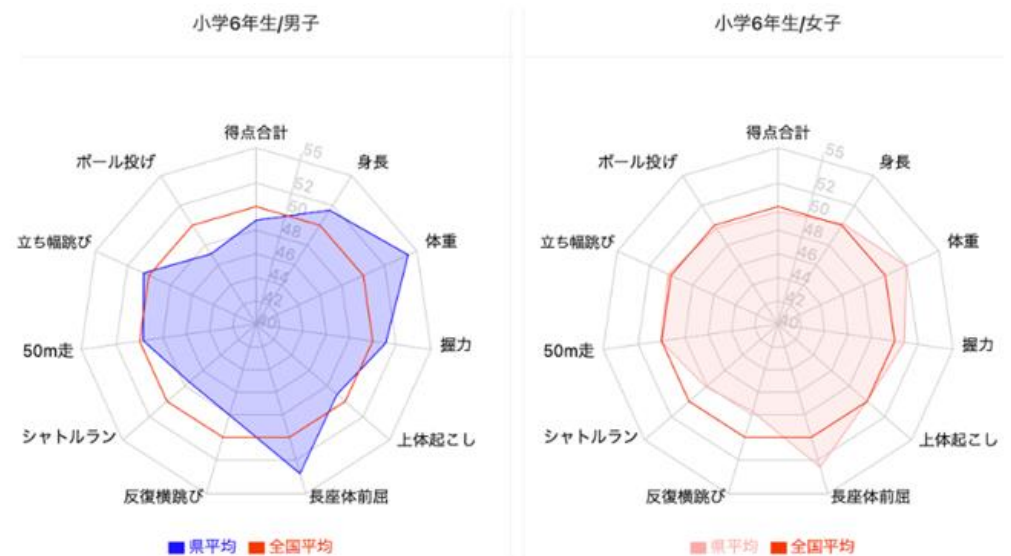 小学6年生/男子
得点合計
身長
体重
握力
上体起こし
長座体前屈
反復横跳び
シャトルラン
50m走
立ち幅跳び
ボール投げ
55
52
50
48
46
44
42
40
県平均 全国平均
小学6年生/女子
得点合計
身長
体重
握力
上体起こし
長座体前屈
反復横跳び
シャトルラン
50m走
立ち幅跳び
ボール投げ
55
52
50
48
46
44
42
40
県平均 全国平均